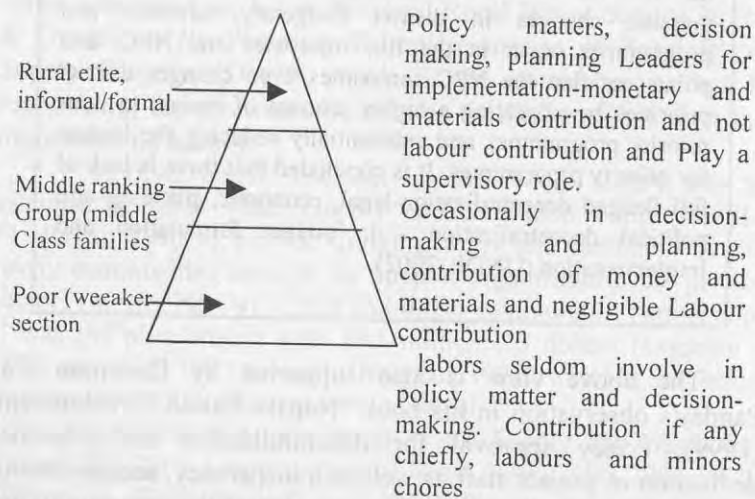 Rural elite,
informal/formal
Middle ranking
Group (middle
Class families
Poor (weeaker
section
Policy matters, decision
making, planning Leaders for
implementation-monetary and
materials contribution and not
labour contribution and Play a
supervisory role.
Occasionally in decision-
making and planning,
contribution of money and
materials and negligible Labour
contribution
labors seldom involve in
policy matter and decision-
making. Contribution if any
chiefly, labours and minors
chores